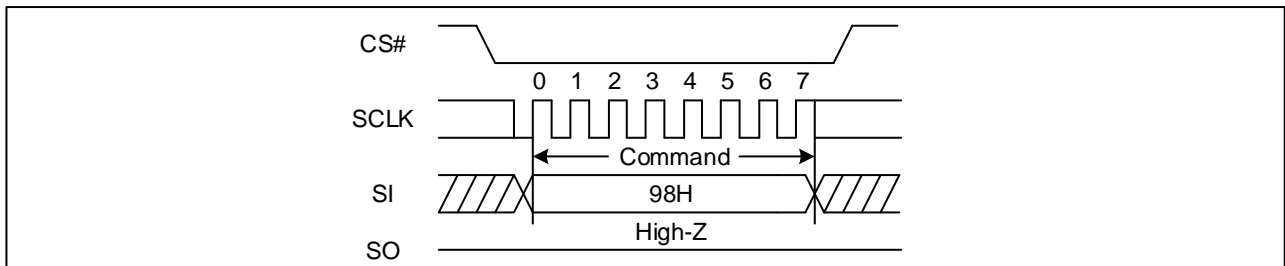 CS#
0 1 2 3 4 5 6 7
SCLK
Command
SI
98H
High-Z
SO